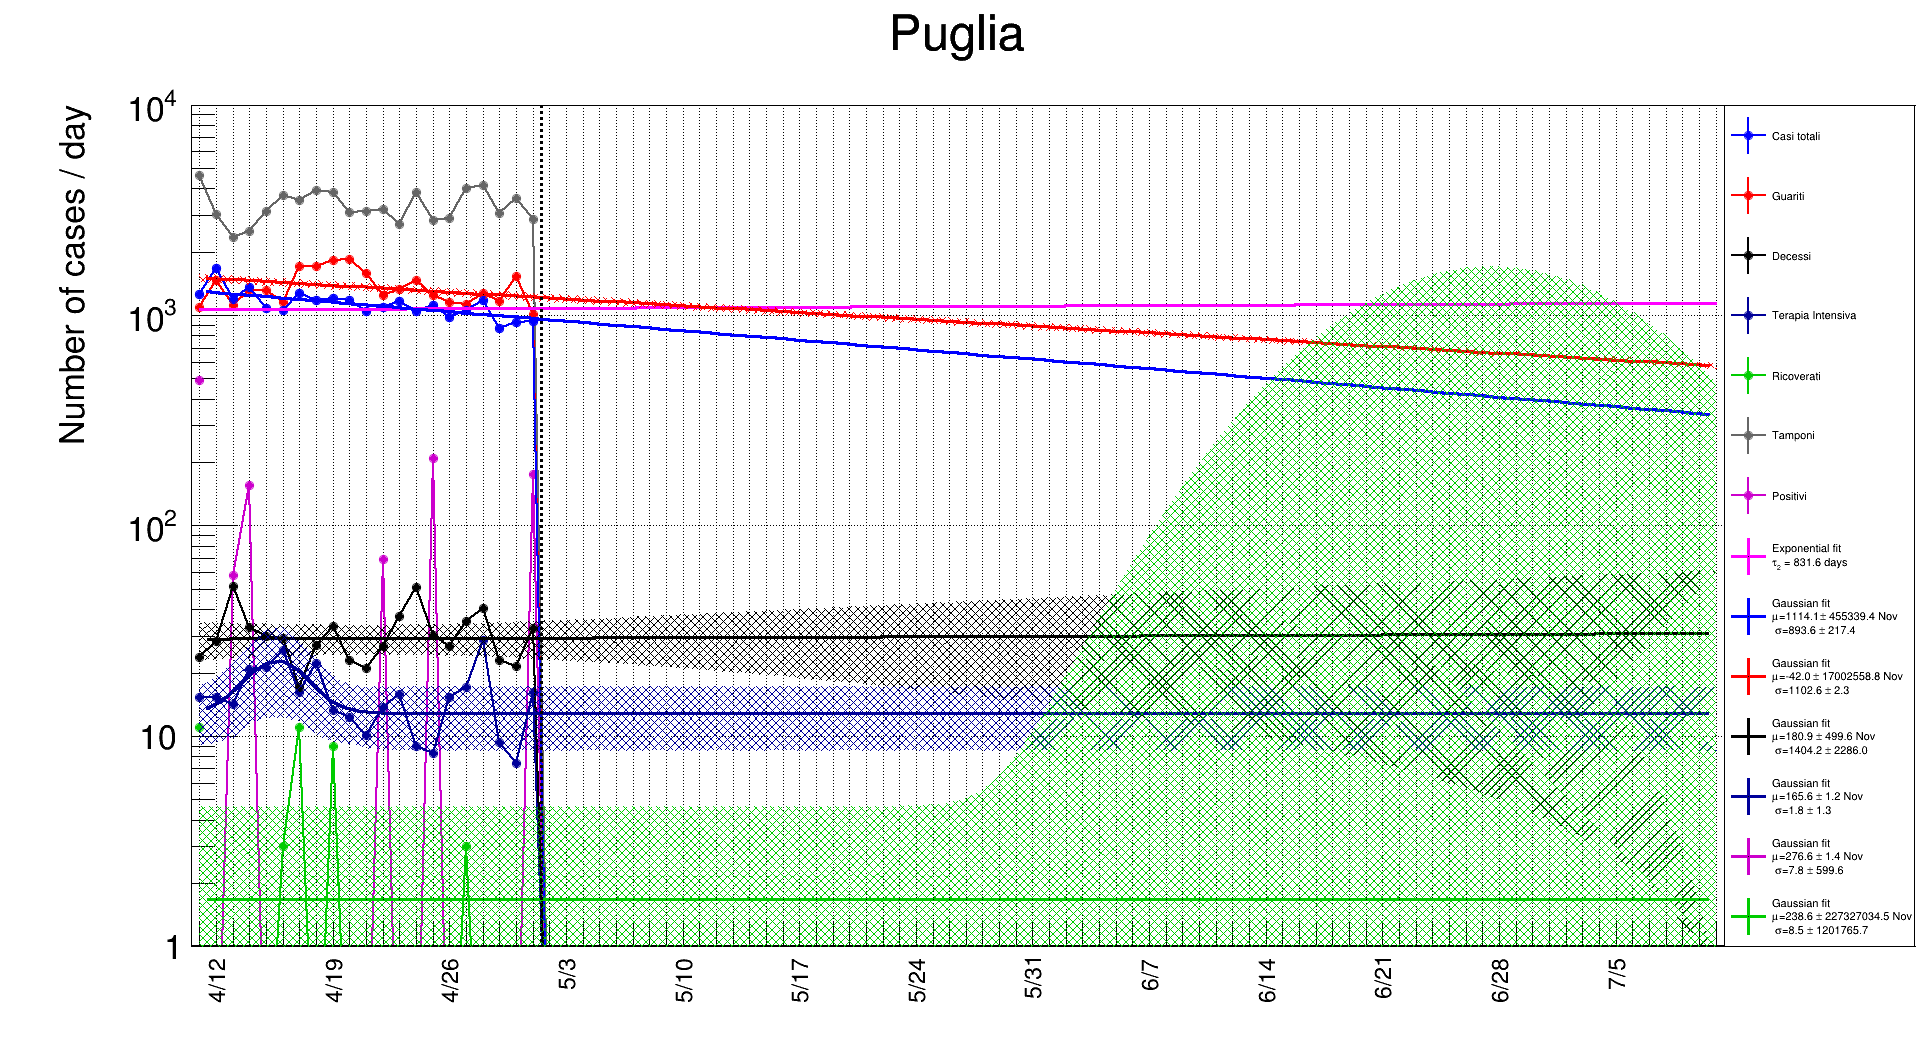 Puglia
Number of cases / day
10^4
10^3
10^2
10
1
4/12
4/19
4/26
5/3
5/10
5/17
5/24
5/31
6/7
6/14
6/21
6/28
7/5
Casi totali
Guariti
Decessi
Terapia Intensiva
Ricoverati
Tamponi
Positivi
Exponential fit
τ₂ = 831.6 days
Gaussian fit
μ=1114.1 ± 455339.4 Nov
σ=893.6 ± 217.4
Gaussian fit
μ=-42.0 ± 17002558.8 Nov
σ=1102.6 ± 2.3
Gaussian fit
μ=180.9 ± 499.6 Nov
σ=1404.2 ± 2286.0
Gaussian fit
μ=165.6 ± 1.2 Nov
σ=1.8 ± 1.3
Gaussian fit
μ=276.6 ± 1.4 Nov
σ=7.8 ± 599.6
Gaussian fit
μ=238.6 ± 227327034.5 Nov
σ=8.5 ± 1201765.7